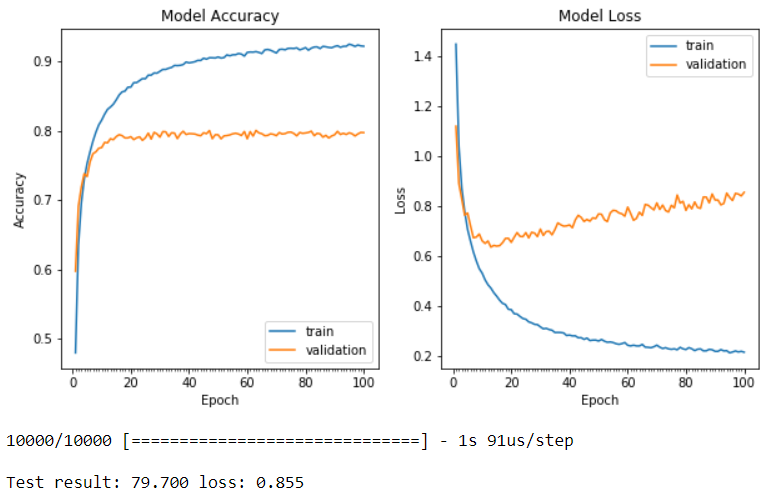 Model Accuracy
0.9
0.8
0.7
0.6
0.5
Accuracy
0 20 40 60 80 100
Epoch
train
validation
Model Loss
1.4
1.2
1.0
0.8
0.6
0.4
0.2
Loss
0 20 40 60 80 100
Epoch
train
validation
10000/10000 [==============================] - 1s 91us/step
Test result: 79.700 loss: 0.855